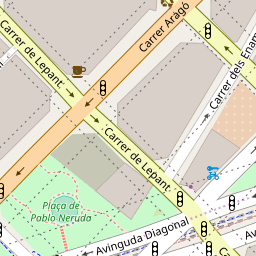 Carrer Aragó
Carrer de Lepant
Carrer dels Enam
Carrer de Lepant
Plaça de
Pablo Neruda
Avinguda Diagonal